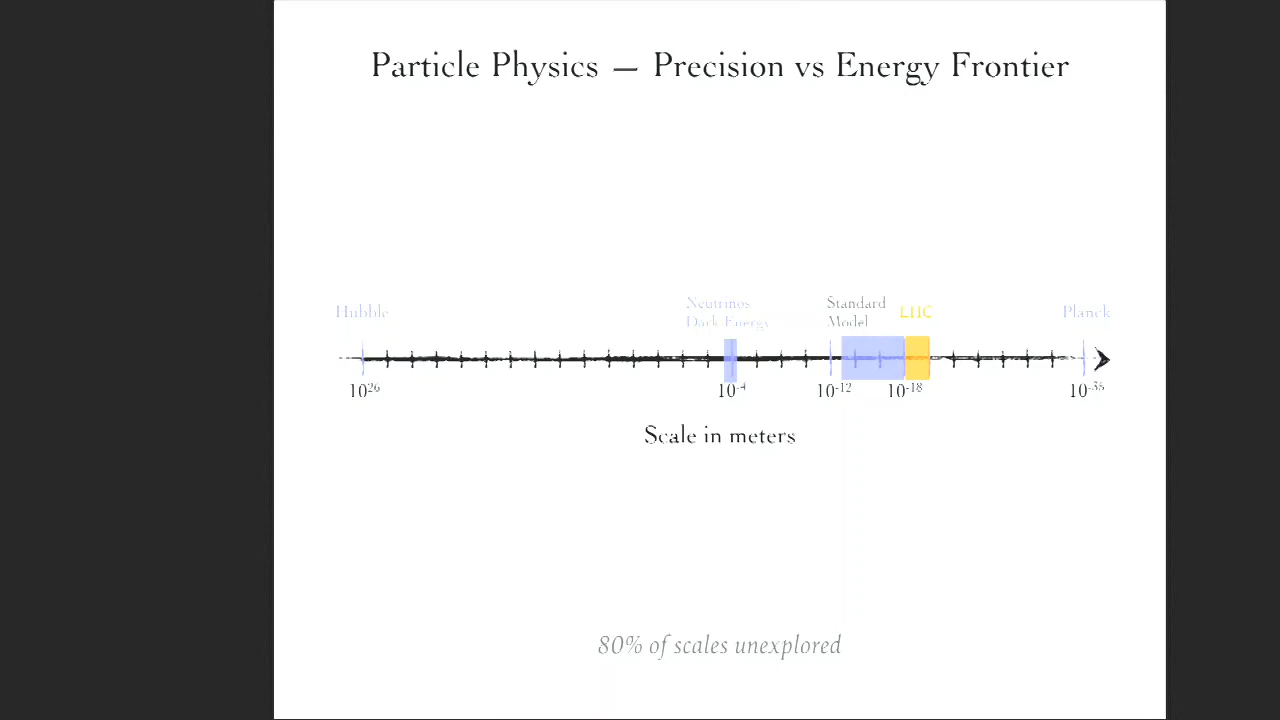 Particle Physics — Precision vs Energy Frontier
Hubble
Neutrinos
Dark Energy
Standard
Model
LHC
Planck
10²⁶
10⁻⁴
10⁻¹²
10⁻¹⁸
10⁻³⁵
Scale in meters
80% of scales unexplored